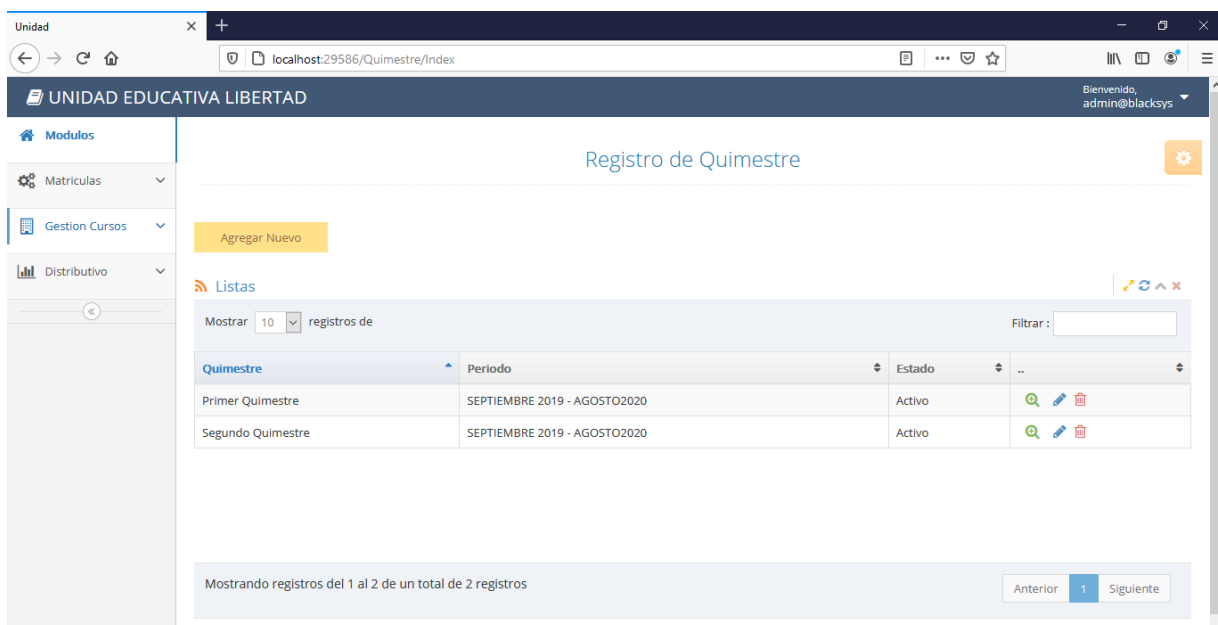 Unidad
localhost:29586/Quimestre/Index
UNIDAD EDUCATIVA LIBERTAD
Bienvenido,
admin@blacksys
Modulos
Matriculas
Gestion Cursos
Distributivo
Registro de Quimestre
Agregar Nuevo
Listas
Mostrar 10 registros de
Filtrar :
Quimestre Periodo Estado ..
Primer Quimestre SEPTIEMBRE 2019 - AGOSTO2020 Activo
Segundo Quimestre SEPTIEMBRE 2019 - AGOSTO2020 Activo
Mostrando registros del 1 al 2 de un total de 2 registros
Anterior 1 Siguiente